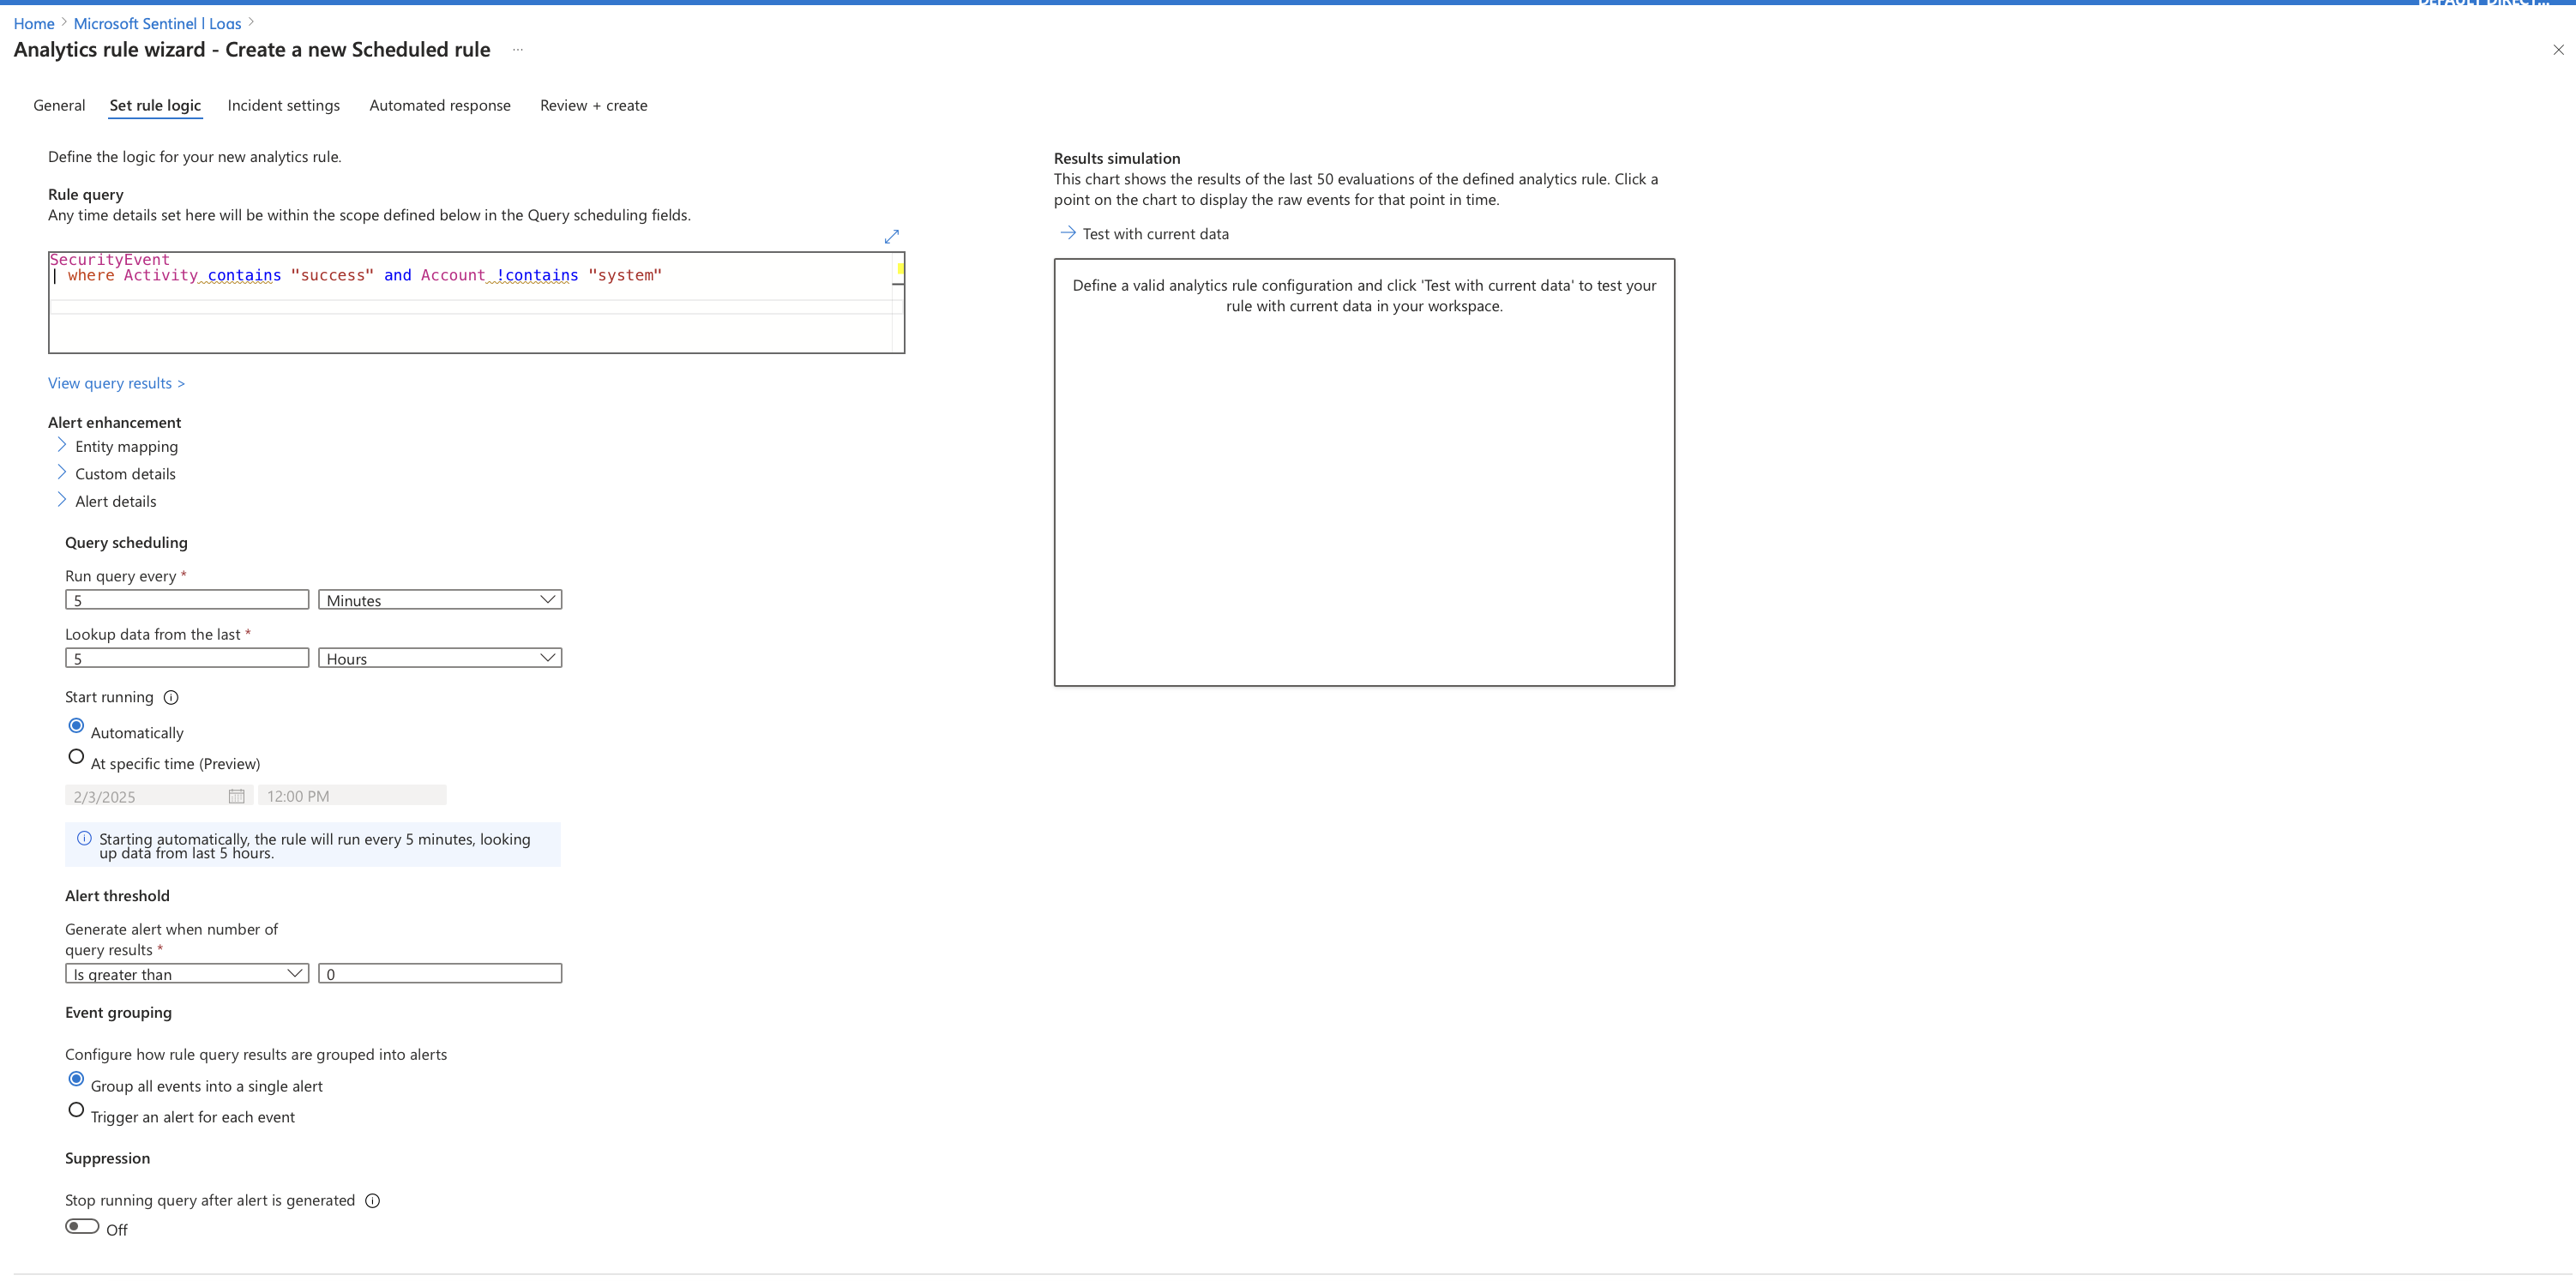 Home > Microsoft Sentinel | Logs >
Analytics rule wizard - Create a new Scheduled rule ...
General Set rule logic Incident settings Automated response Review + create
Define the logic for your new analytics rule.
Rule query
Any time details set here will be within the scope defined below in the Query scheduling fields.
SecurityEvent
| where Activity contains "success" and Account !contains "system"
View query results >
Alert enhancement
Entity mapping
Custom details
Alert details
Query scheduling
Run query every *
5 Minutes
Lookup data from the last *
5 Hours
Start running
Automatically
At specific time (Preview)
2/3/2025 12:00 PM
Starting automatically, the rule will run every 5 minutes, looking
up data from last 5 hours.
Alert threshold
Generate alert when number of
query results *
Is greater than 0
Event grouping
Configure how rule query results are grouped into alerts
Group all events into a single alert
Trigger an alert for each event
Suppression
Stop running query after alert is generated
Off
DEFAULT DIRECT...
Results simulation
This chart shows the results of the last 50 evaluations of the defined analytics rule. Click a
point on the chart to display the raw events for that point in time.
Test with current data
Define a valid analytics rule configuration and click 'Test with current data' to test your
rule with current data in your workspace.